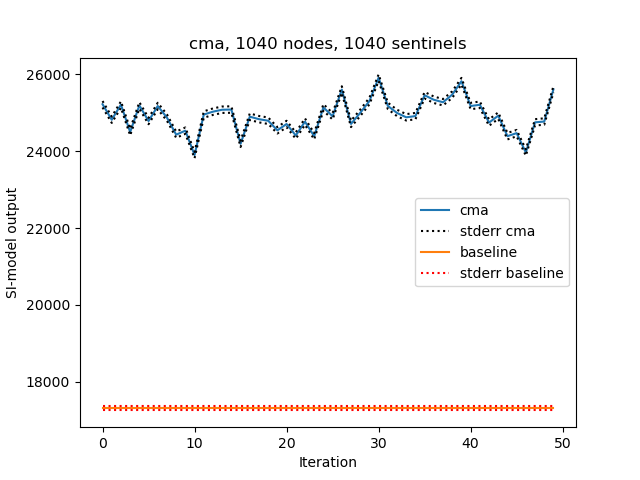 cma, 1040 nodes, 1040 sentinels
26000
24000
22000
20000
18000
SI-model output
cma
stderr cma
baseline
stderr baseline
0
10
20
30
40
50
Iteration